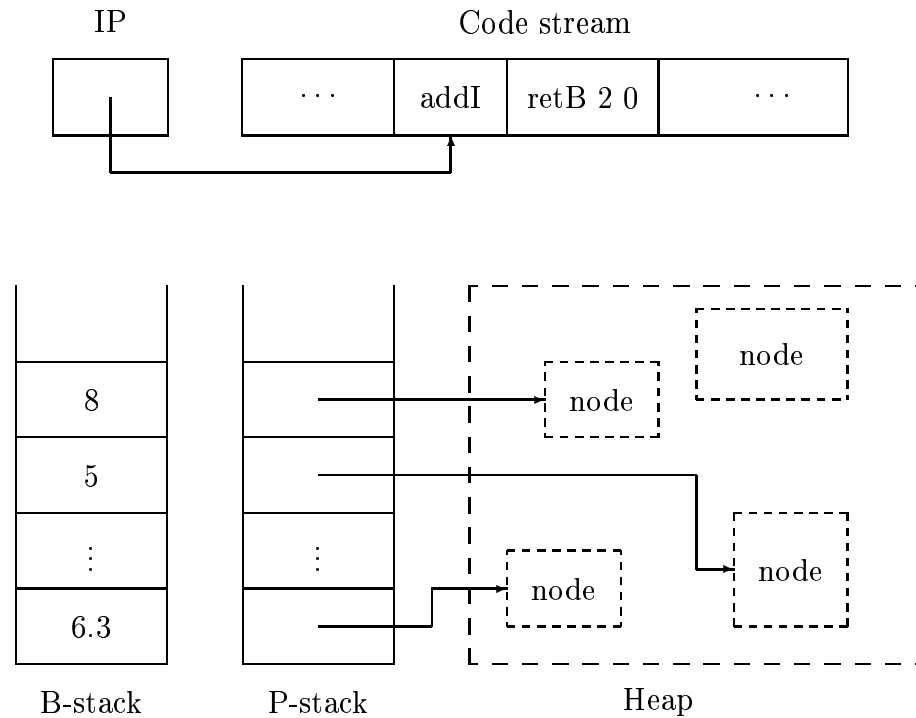 IP
Code stream
··· addI retB 2 0 ···
node
8
node
5
⋮ ⋮
node
node
6.3
B-stack P-stack Heap